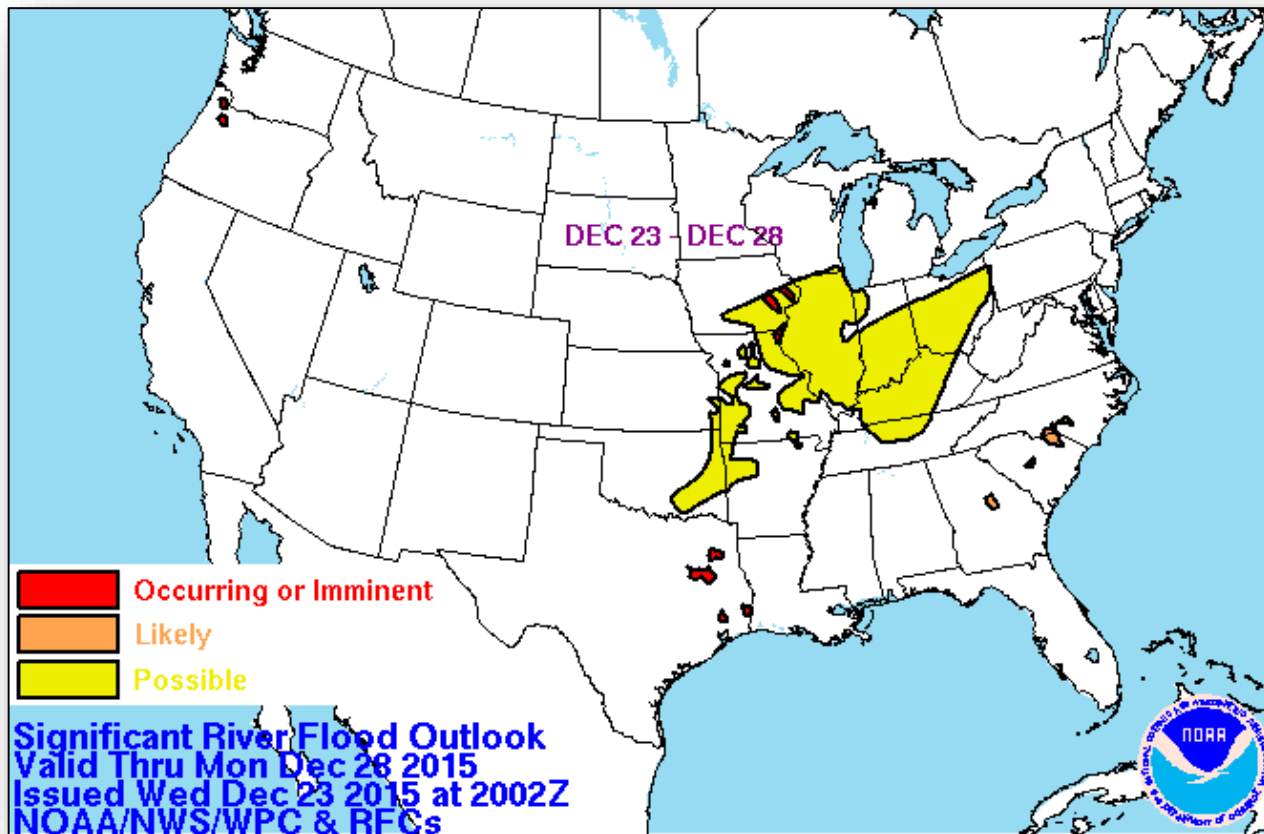 DEC 23 - DEC 28
Occurring or Imminent
Likely
Possible
Significant River Flood Outlook
Valid Thru Mon Dec 28 2015
Issued Wed Dec 23 2015 at 2002Z
NOAA/NWS/WPC & RFCs
NOAA